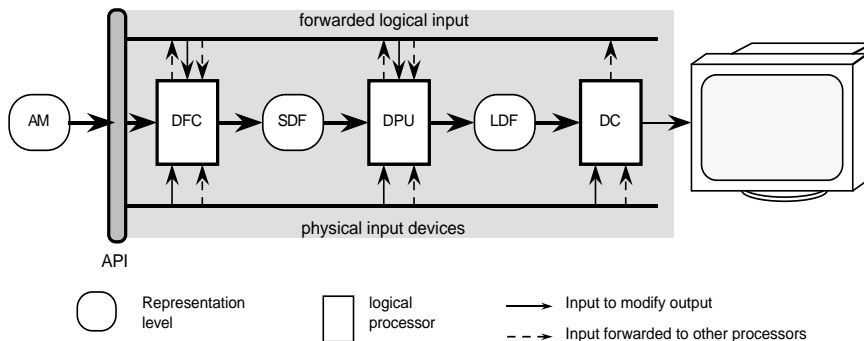 forwarded logical input
AM
DFC
SDF
DPU
LDF
DC
physical input devices
API
Representation
level
logical
processor
Input to modify output
Input forwarded to other processors